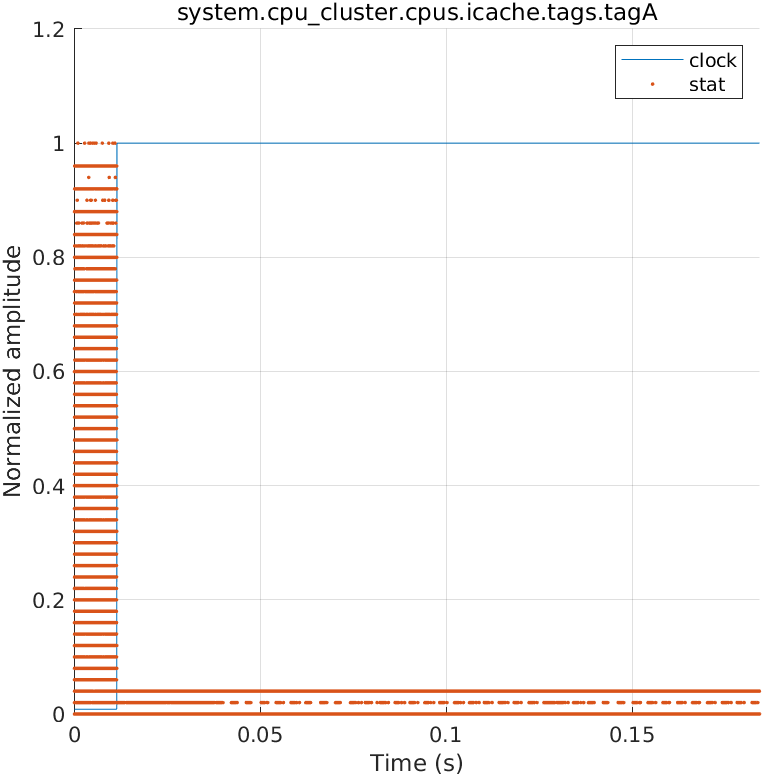 system.cpu_cluster.cpus.icache.tags.tagA
1.2
clock
stat
1
0.8
Normalized amplitude
0.6
0.4
0.2
0
0 0.05 0.1 0.15
Time (s)